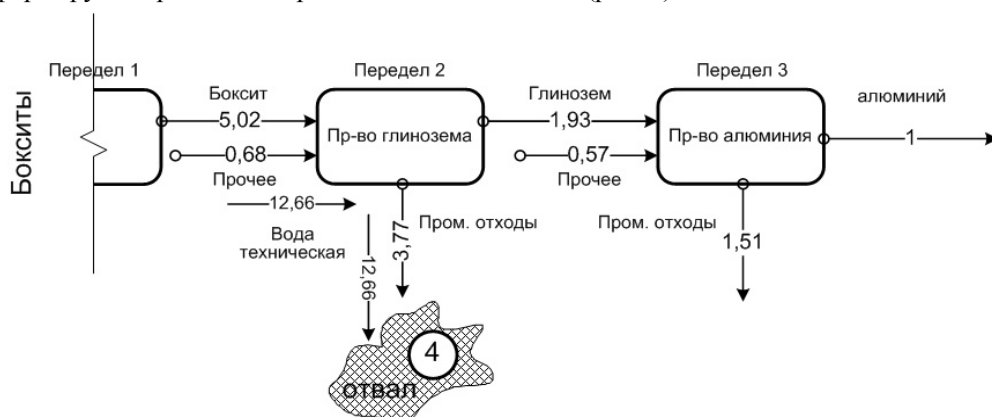 Передел 1
Передел 2
Передел 3
Бокситы
Боксит
5,02
0,68
Прочее
12,66
Вода
техническая
12,66
Пр-во глинозема
3,77
Пром. отходы
Глинозем
1,93
0,57
Прочее
Пр-во алюминия
Пром. отходы
1,51
алюминий
1
4
отвал